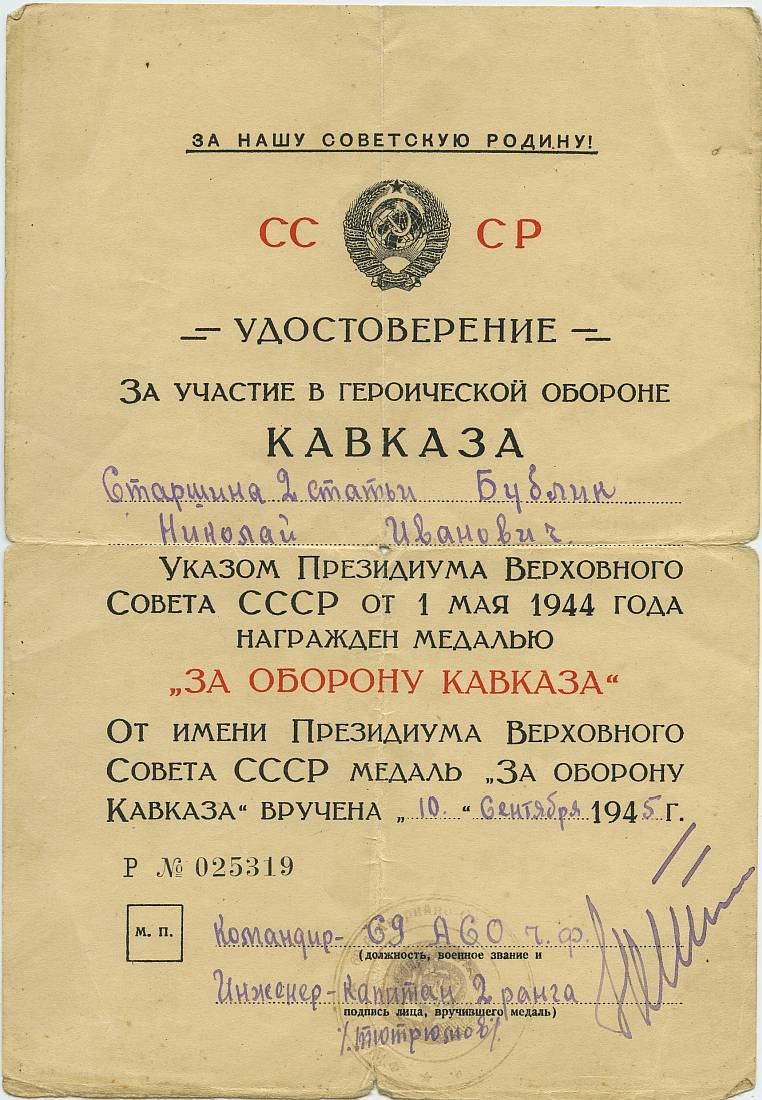 ЗА НАШУ СОВЕТСКУЮ РОДИНУ!
СС СР
УДОСТОВЕРЕНИЕ
ЗА УЧАСТИЕ В ГЕРОИЧЕСКОЙ ОБОРОНЕ
КАВКАЗА
Старшина 2 статьи Бублик
Николай Иванович.
УКАЗОМ ПРЕЗИДИУМА ВЕРХОВНОГО
СОВЕТА СССР ОТ 1 МАЯ 1944 ГОДА
НАГРАЖДЕН МЕДАЛЬЮ
„ЗА ОБОРОНУ КАВКАЗА“
ОТ ИМЕНИ ПРЕЗИДИУМА ВЕРХОВНОГО
СОВЕТА СССР МЕДАЛЬ „ЗА ОБОРОНУ
КАВКАЗА“ ВРУЧЕНА „10.“ Сентября 1945 Г.
Р № 025319
М. П.
Командир- АСО ч.ф.
(должность, военное звание и
Инженер-капитан 2 ранга
подпись лица, вручившего медаль)
/Тютрюмов/.